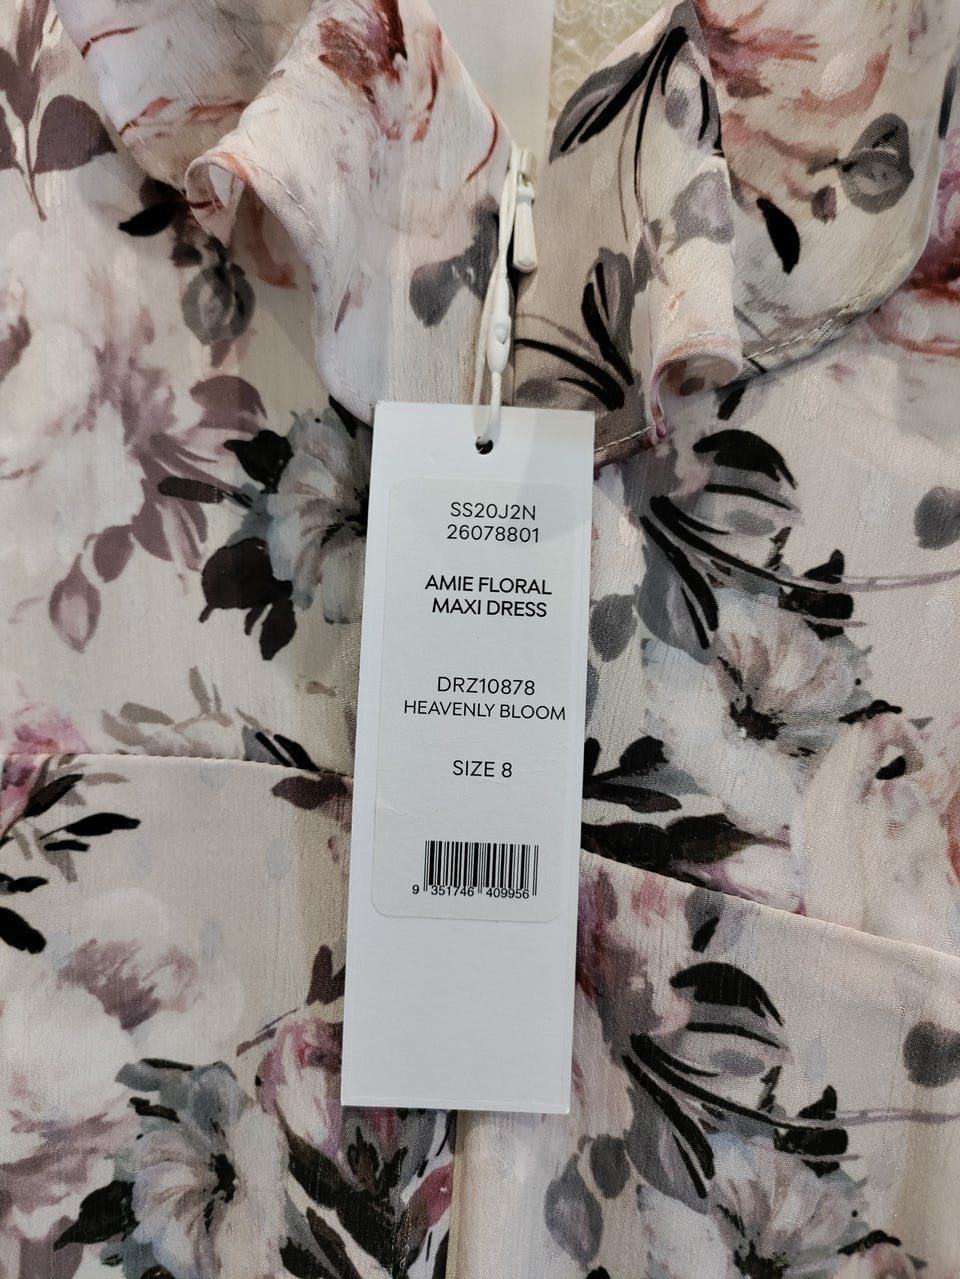 SS20J2N
26078801
AMIE FLORAL
MAXI DRESS
DRZ10878
HEAVENLY BLOOM
SIZE 8
9 351746 409956